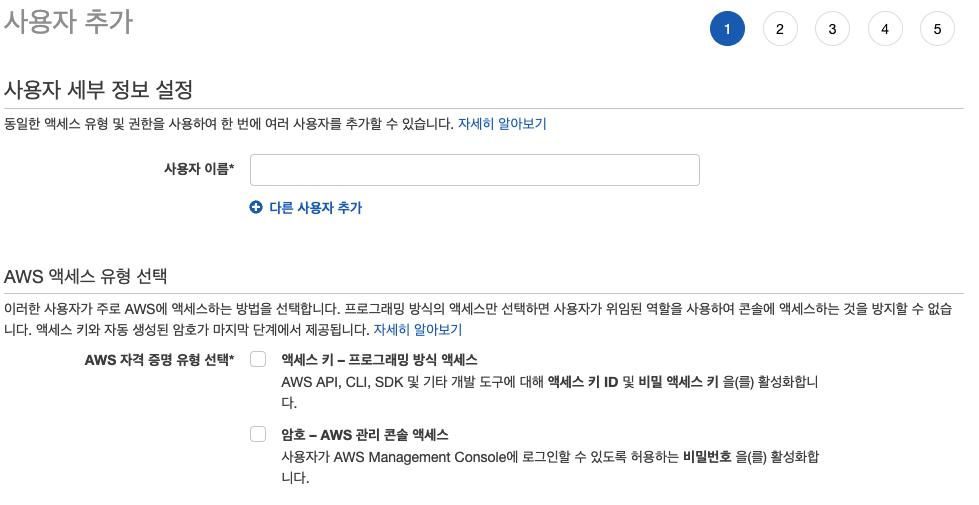 사용자 추가
1 2 3 4 5
사용자 세부 정보 설정
동일한 액세스 유형 및 권한을 사용하여 한 번에 여러 사용자를 추가할 수 있습니다. 자세히 알아보기
사용자 이름*
다른 사용자 추가
AWS 액세스 유형 선택
이러한 사용자가 주로 AWS에 액세스하는 방법을 선택합니다. 프로그래밍 방식의 액세스만 선택하면 사용자가 위임된 역할을 사용하여 콘솔에 액세스하는 것을 방지할 수 없습
니다. 액세스 키와 자동 생성된 암호가 마지막 단계에서 제공됩니다. 자세히 알아보기
AWS 자격 증명 유형 선택* 액세스 키 – 프로그래밍 방식 액세스
AWS API, CLI, SDK 및 기타 개발 도구에 대해 액세스 키 ID 및 비밀 액세스 키 을(를) 활성화합니
다.
암호 – AWS 관리 콘솔 액세스
사용자가 AWS Management Console에 로그인할 수 있도록 허용하는 비밀번호 을(를) 활성화합
니다.